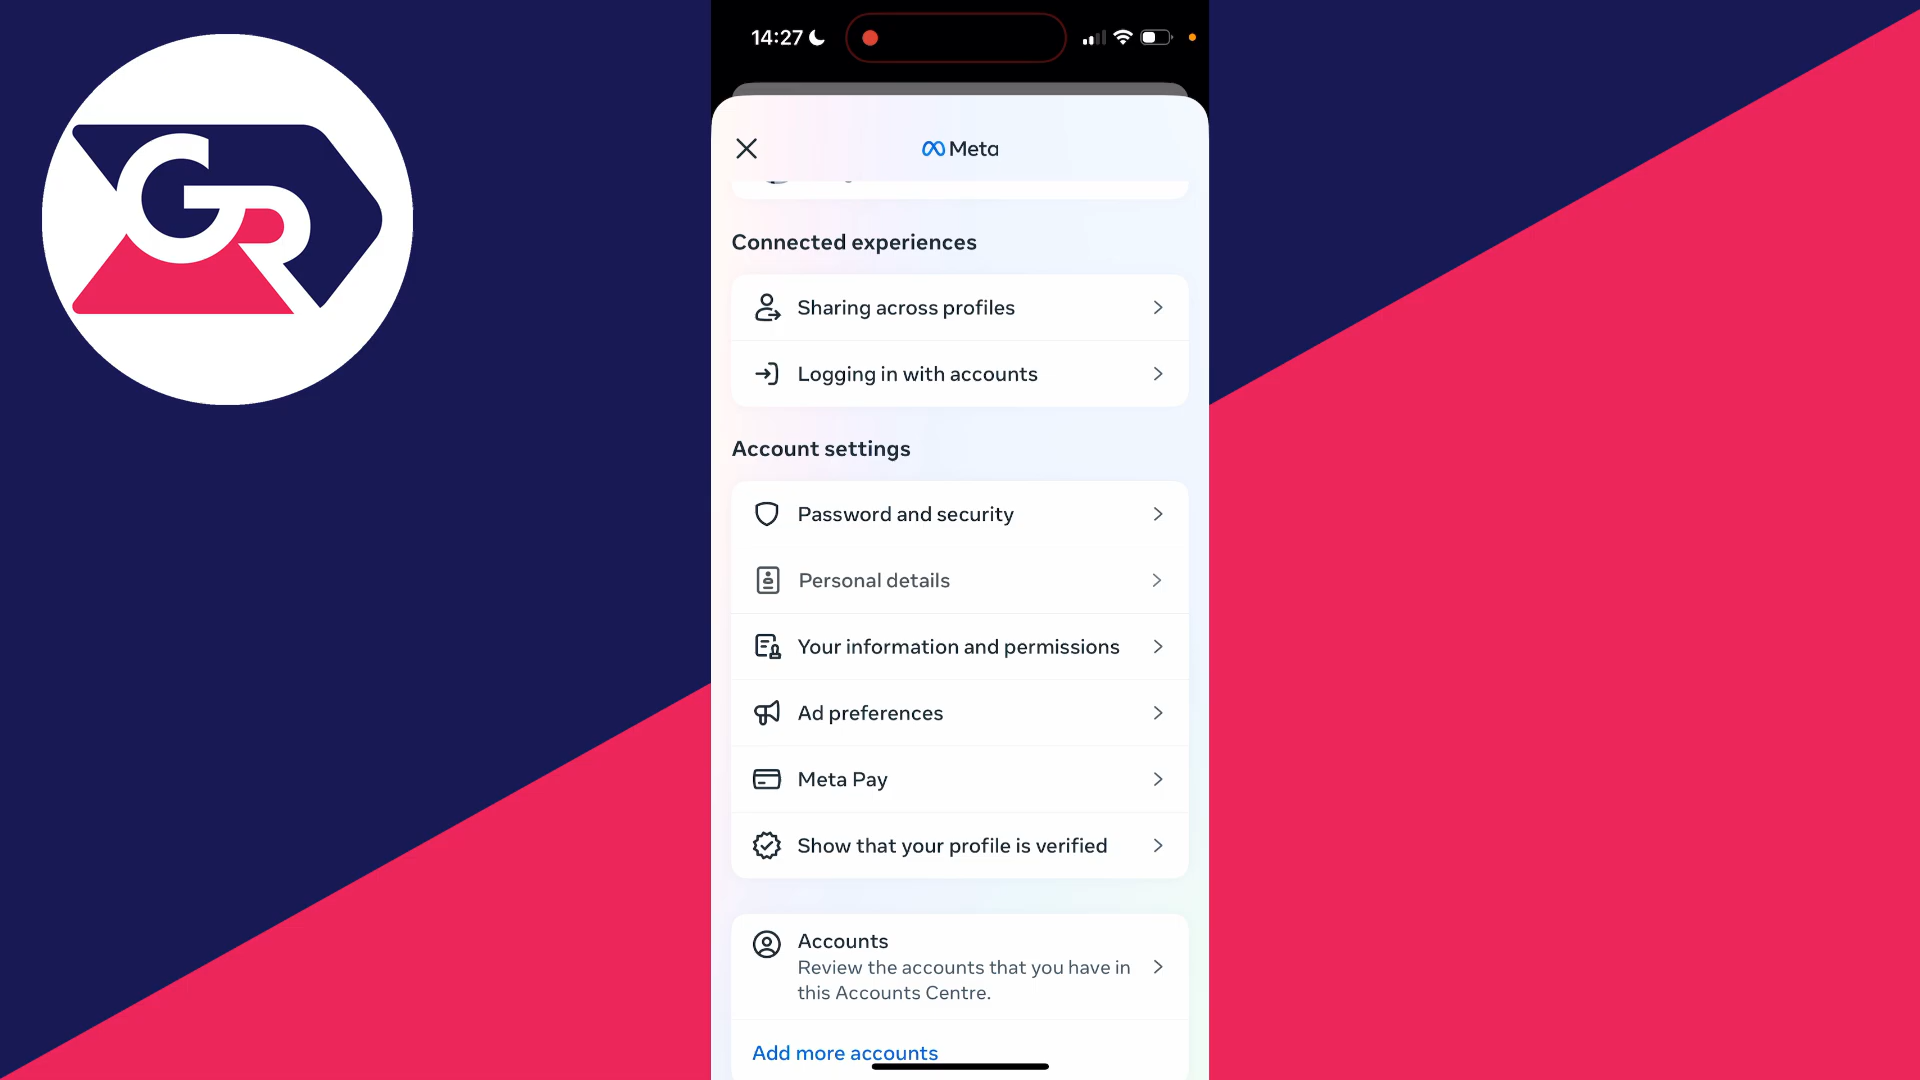 GR
14:27
Meta
Connected experiences
Sharing across profiles
Logging in with accounts
Account settings
Password and security
Personal details
Your information and permissions
Ad preferences
Meta Pay
Show that your profile is verified
Accounts
Review the accounts that you have in
this Accounts Centre.
Add more accounts